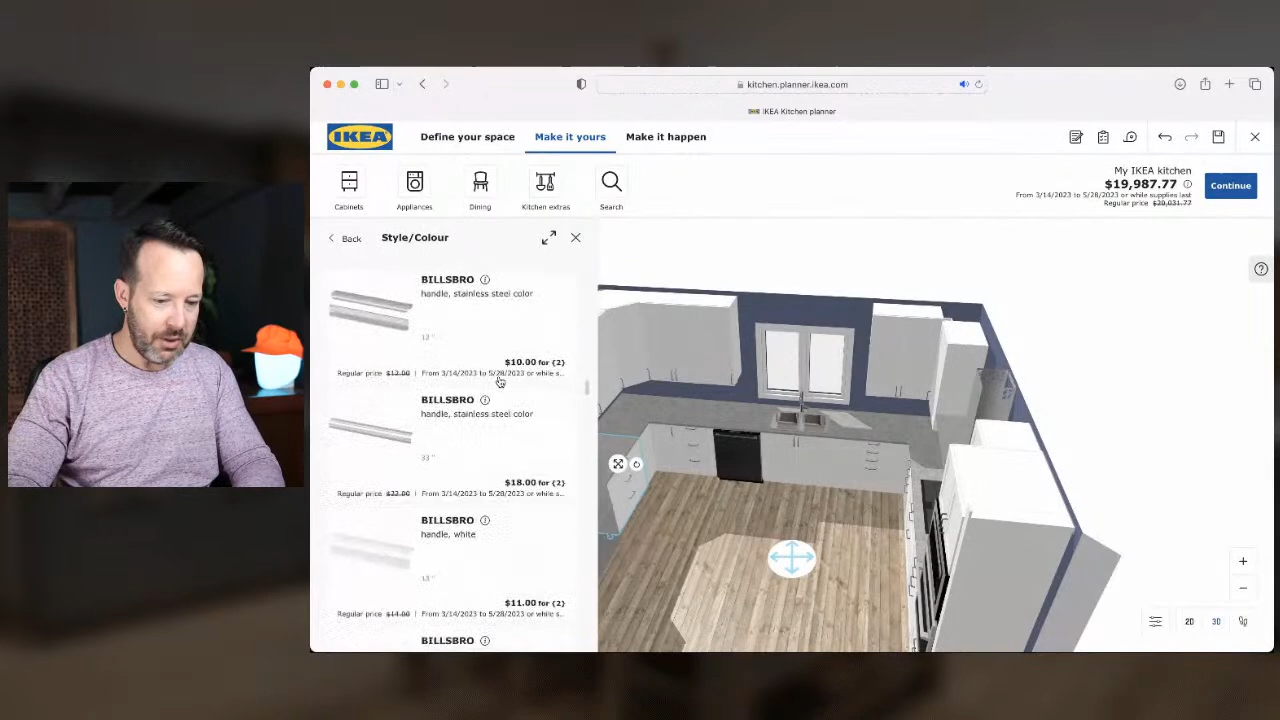 kitchen.planner.ikea.com
IKEA Kitchen planner
IKEA
Define your space
Make it yours
Make it happen
Cabinets
Appliances
Dining
Kitchen extras
Search
My IKEA kitchen
$19,987.77
From 3/14/2023 to 5/28/2023 or while supplies last
Regular price $20,031.77
Continue
Back
Style/Colour
BILLSBRO
handle, stainless steel color
$10.00 for (2)
Regular price $12.00 | From 3/14/2023 to 5/28/2023 or while s...
BILLSBRO
handle, stainless steel color
33 "
$18.00 for (2)
Regular price $22.00 | From 3/14/2023 to 5/28/2023 or while s...
BILLSBRO
handle, white
$11.00 for (2)
Regular price $14.00 | From 3/14/2023 to 5/28/2023 or while s...
BILLSBRO
2D
3D